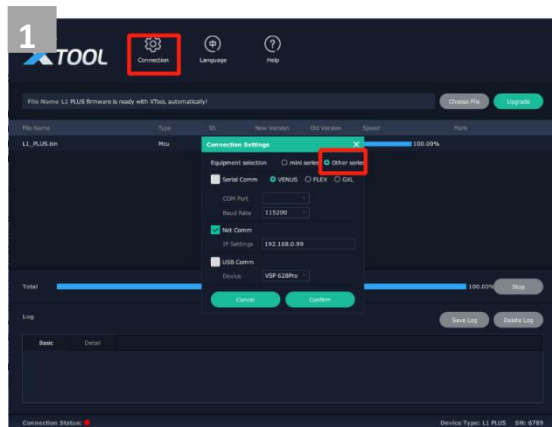 1
XTOOL
Connection
Language
Help
File Name L1 PLUS firmware is ready with XTool automatically!
Choose File
Upgrade
File Name Type ID New Version Old Version Speed Mark
L1_PLUS.bin Mcu 100.00%
Connection Settings
Equipment selection mini series Other series
Serial Comm VENUS FLEX GXL
COM Port
Baud Rate 115200
Net Comm
IP Settings 192.168.0.99
USB Comm
Device VSP 628Pro
Cancel
Confirm
Total 100.00% Stop
Log
Save Log
Delete Log
Basic Detail
Connection Status: Device Type: L1 PLUS SN: 6789